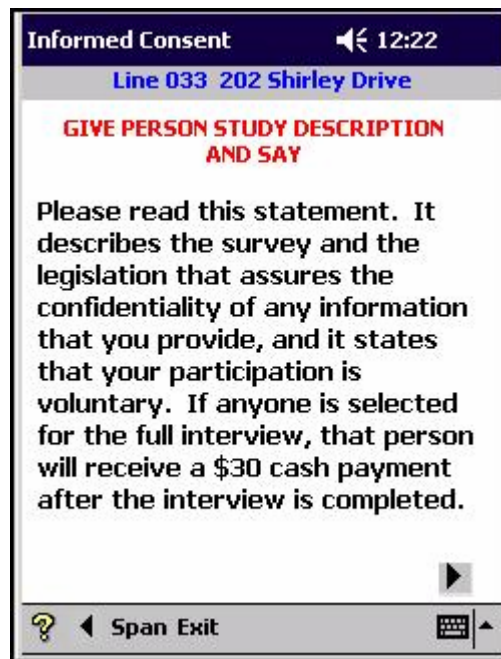 Informed Consent 12:22
Line 033 202 Shirley Drive
GIVE PERSON STUDY DESCRIPTION
AND SAY
Please read this statement. It
describes the survey and the
legislation that assures the
confidentiality of any information
that you provide, and it states
that your participation is
voluntary. If anyone is selected
for the full interview, that person
will receive a $30 cash payment
after the interview is completed.
? Span Exit